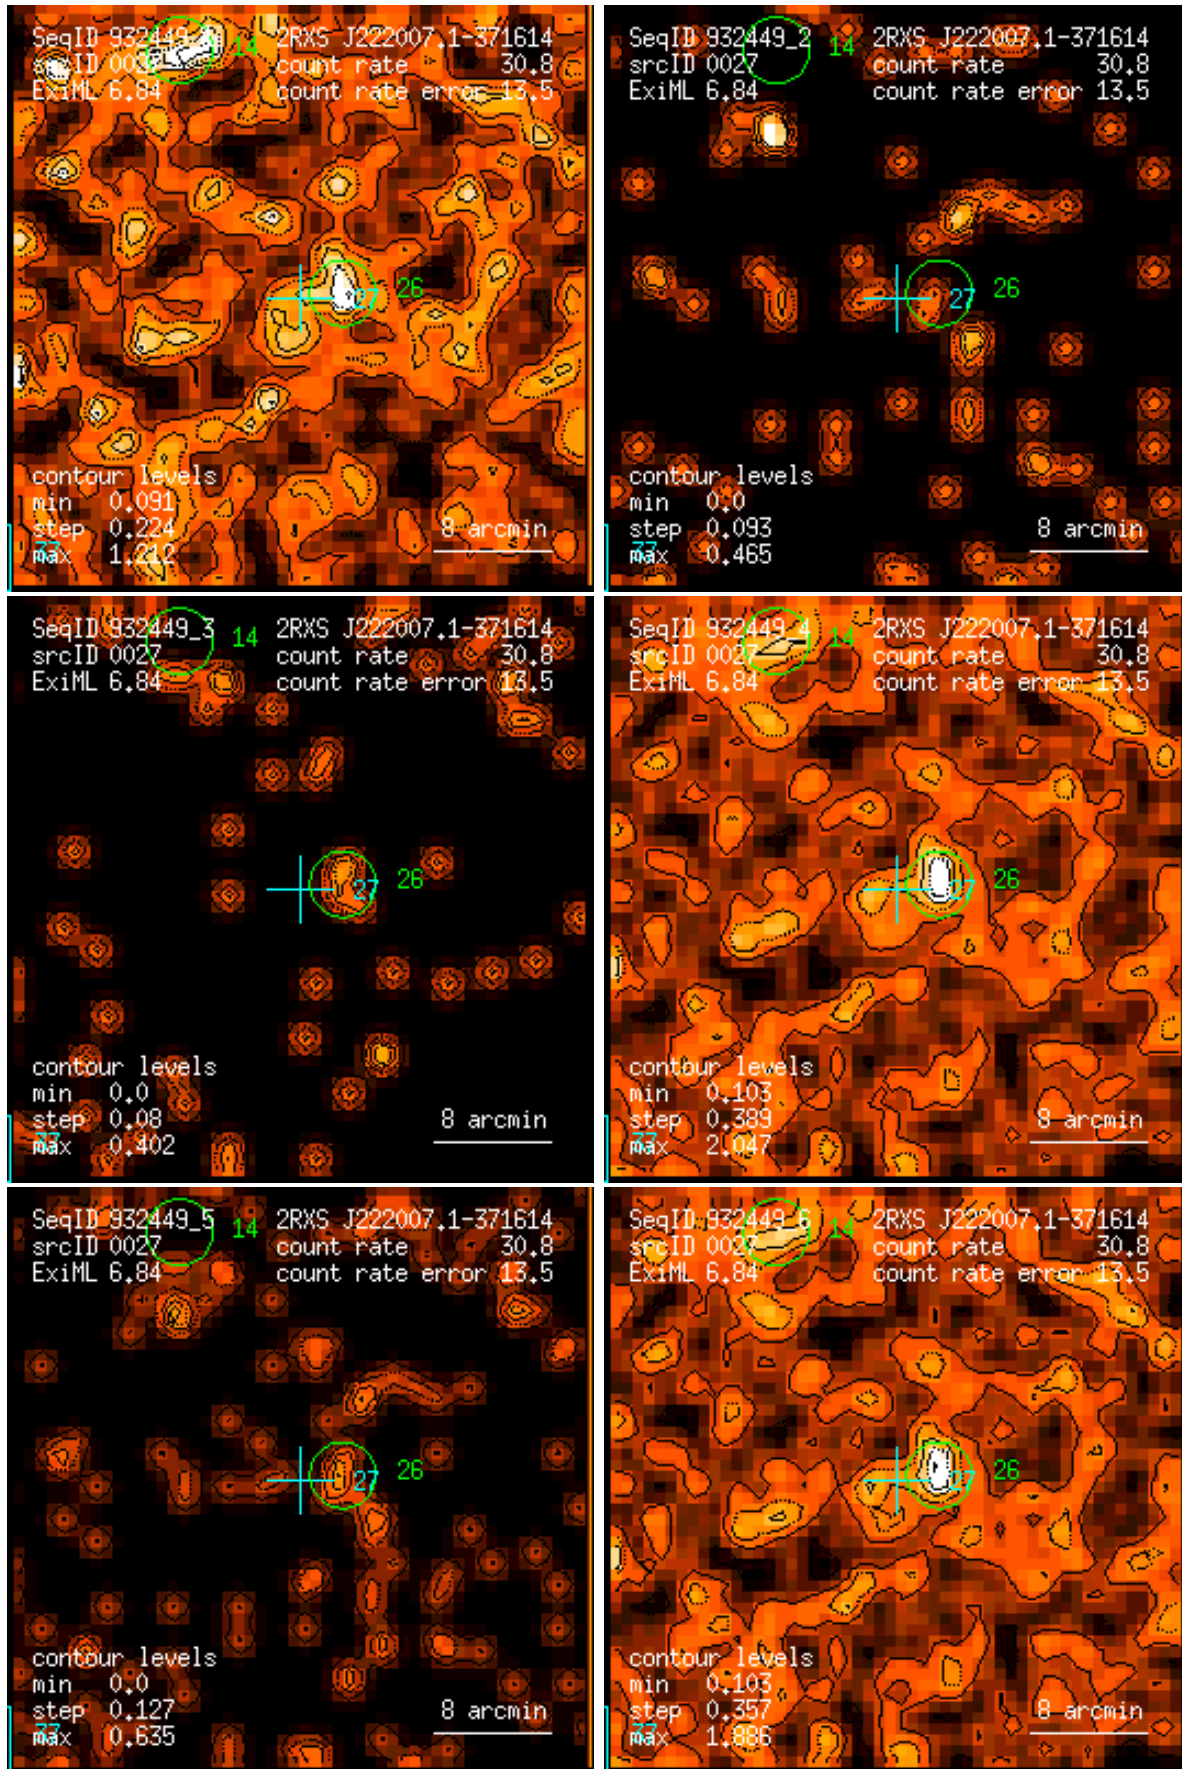 SeqID 932449_1 14 2RXS J222007.1-371614
srcID 0027 count rate 30.8
ExiML 6.84 count rate error 13.5
26
27
contour levels
min 0.091
step 0.224 8 arcmin
max 1.212
SeqID 932449_2 14 2RXS J222007.1-371614
srcID 0027 count rate 30.8
ExiML 6.84 count rate error 13.5
26
27
contour levels
min 0.0
step 0.093 8 arcmin
max 0.465
SeqID 932449_3 14 2RXS J222007.1-371614
srcID 0027 count rate 30.8
ExiML 6.84 count rate error 13.5
26
27
contour levels
min 0.0
step 0.08 8 arcmin
max 0.402
SeqID 932449_4 14 2RXS J222007.1-371614
srcID 0027 count rate 30.8
ExiML 6.84 count rate error 13.5
26
27
contour levels
min 0.103
step 0.389 8 arcmin
max 2.047
SeqID 932449_5 14 2RXS J222007.1-371614
srcID 0027 count rate 30.8
ExiML 6.84 count rate error 13.5
26
27
contour levels
min 0.0
step 0.127 8 arcmin
max 0.635
SeqID 932449_6 14 2RXS J222007.1-371614
srcID 0027 count rate 30.8
ExiML 6.84 count rate error 13.5
26
27
contour levels
min 0.103
step 0.357 8 arcmin
max 1.886